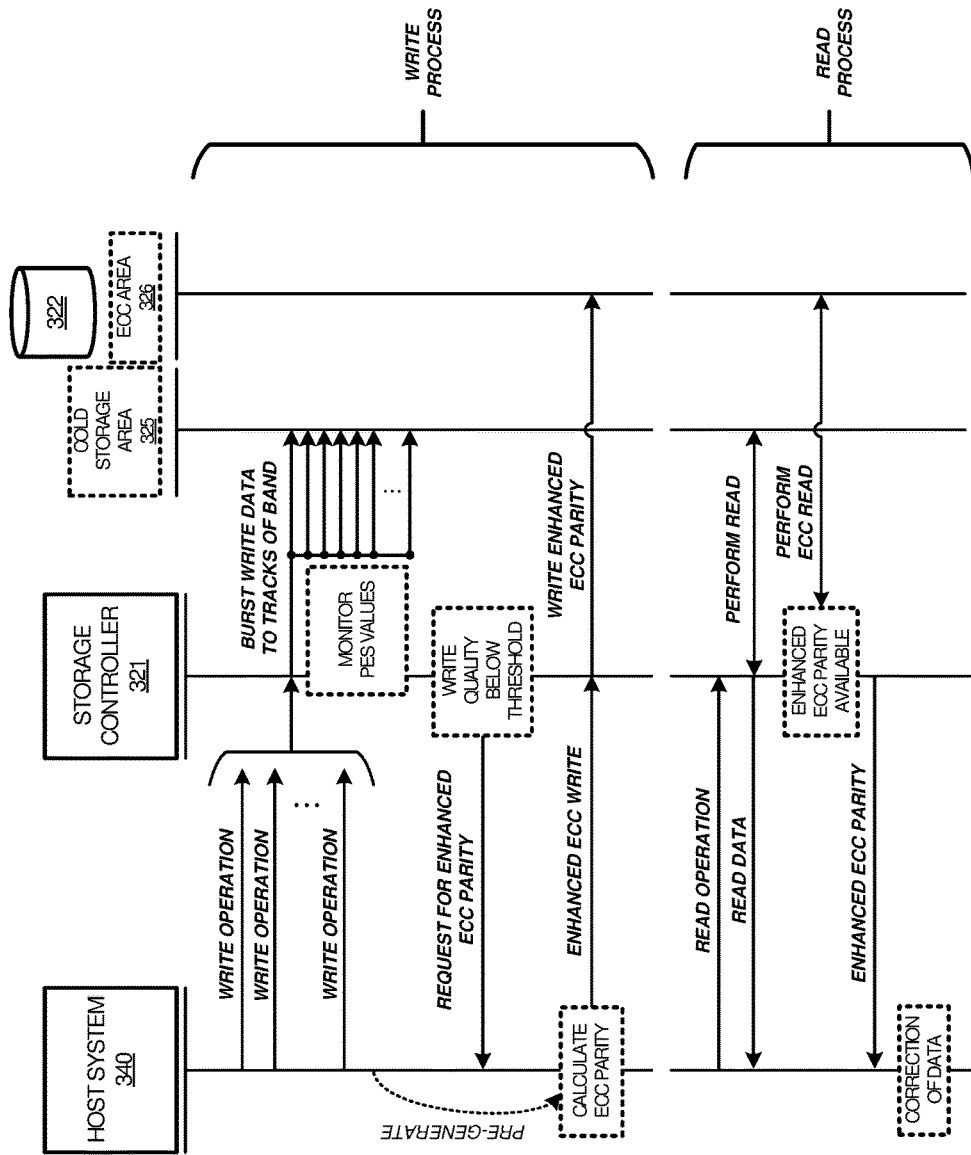 HOST SYSTEM
340
STORAGE
CONTROLLER
321
COLD
STORAGE
AREA
325
322
ECC AREA
326
WRITE OPERATION
WRITE OPERATION
...
WRITE OPERATION
BURST WRITE DATA
TO TRACKS OF BAND
...
MONITOR
PES VALUES
WRITE
QUALITY
BELOW
THRESHOLD
REQUEST FOR ENHANCED
ECC PARITY
PRE-GENERATE
CALCULATE
ECC PARITY
ENHANCED ECC WRITE
WRITE ENHANCED
ECC PARITY
WRITE
PROCESS
READ OPERATION
READ DATA
PERFORM READ
ENHANCED
ECC PARITY
AVAILABLE
PERFORM
ECC READ
ENHANCED ECC PARITY
CORRECTION
OF DATA
READ
PROCESS